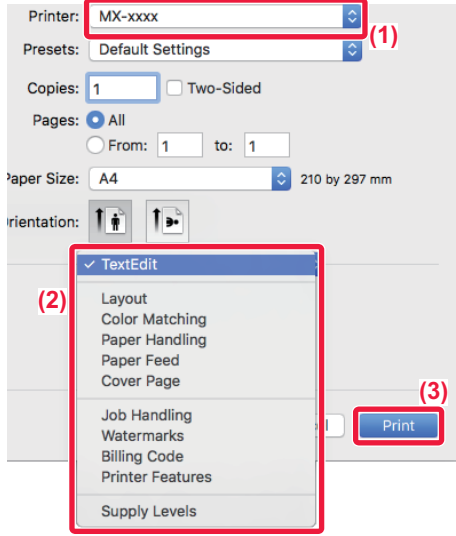 Printer: MX-xxxx
(1)
Presets: Default Settings
Copies: 1 Two-Sided
Pages: All
From: 1 to: 1
Paper Size: A4 210 by 297 mm
Orientation:
✓ TextEdit
(2)
Layout
Color Matching
Paper Handling
Paper Feed
Cover Page
(3)
Job Handling
Watermarks
Billing Code
Printer Features
Print
Supply Levels